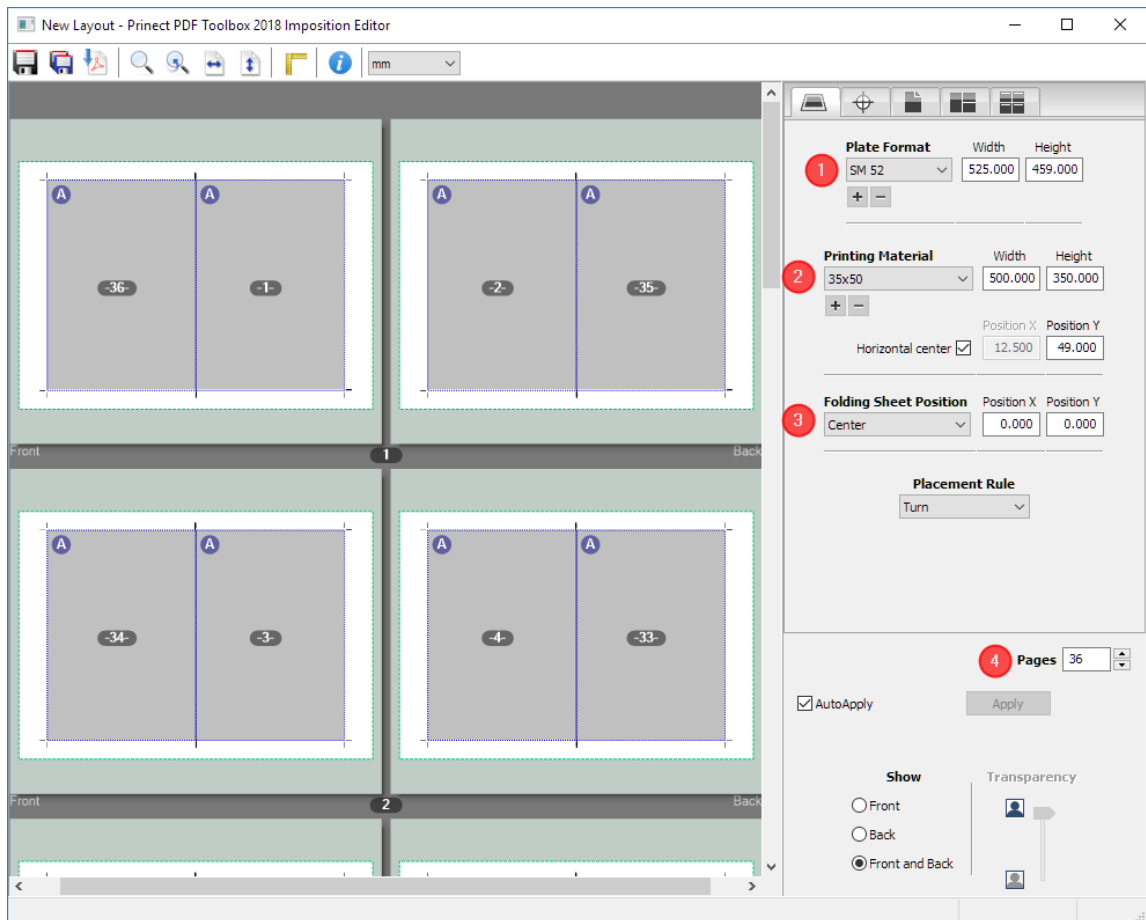 New Layout - Prinect PDF Toolbox 2018 Imposition Editor
mm
A A A A
-36- -1- -2- -35-
Front 1 Back
A A A A
-34- -3- -4- -33-
Front 2 Back
Plate Format Width Height
1 SM 52 525.000 459.000
+ −
Printing Material Width Height
2 35x50 500.000 350.000
+ −
Position X Position Y
Horizontal center 12.500 49.000
Folding Sheet Position Position X Position Y
3 Center 0.000 0.000
Placement Rule
Turn
4 Pages 36
AutoApply Apply
Show Transparency
Front
Back
Front and Back